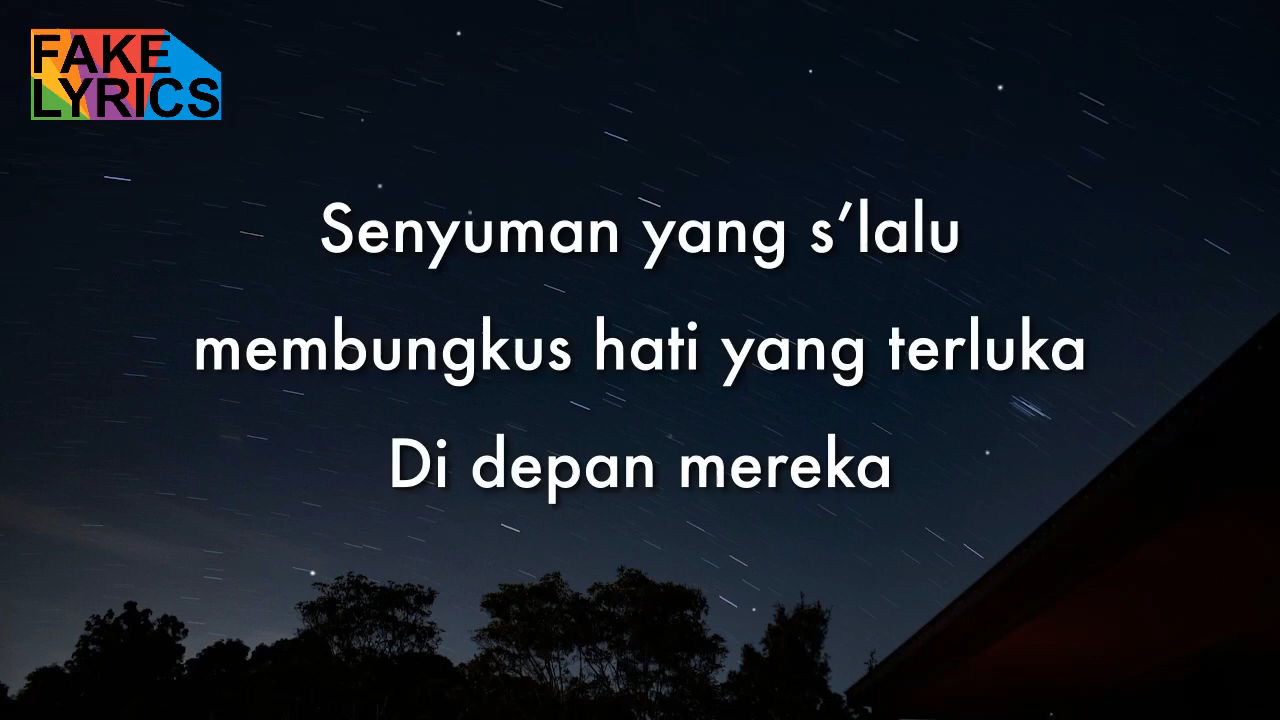 FAKE
LYRICS
Senyuman yang s’lalu
membungkus hati yang terluka
Di depan mereka